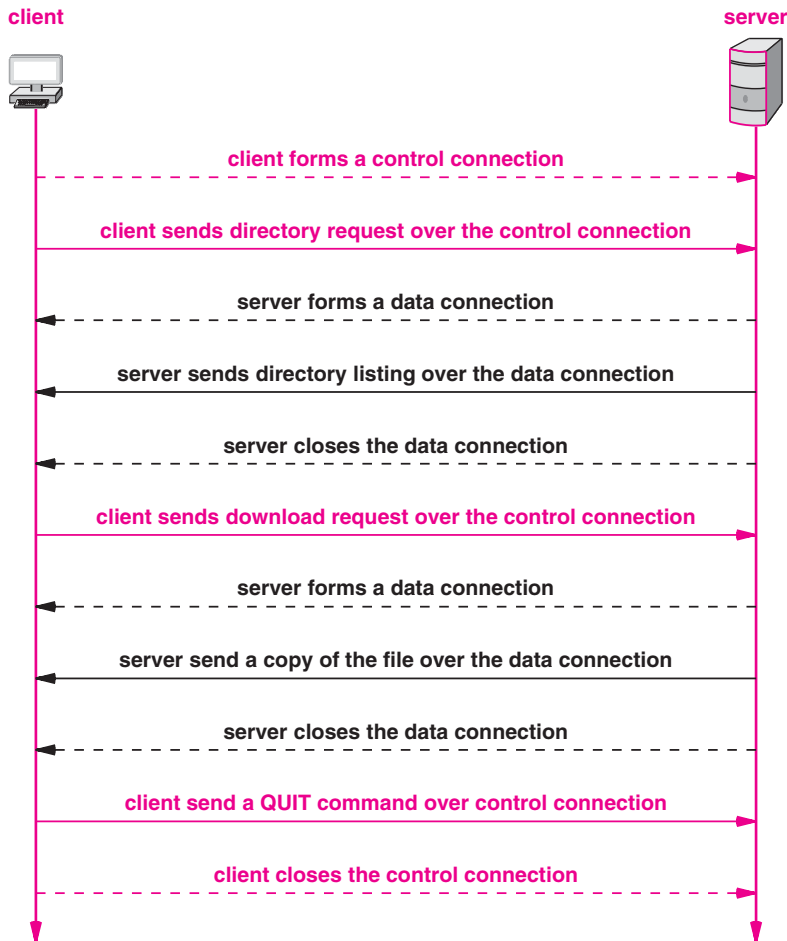 client
server
client forms a control connection
client sends directory request over the control connection
server forms a data connection
server sends directory listing over the data connection
server closes the data connection
client sends download request over the control connection
server forms a data connection
server send a copy of the file over the data connection
server closes the data connection
client send a QUIT command over control connection
client closes the control connection